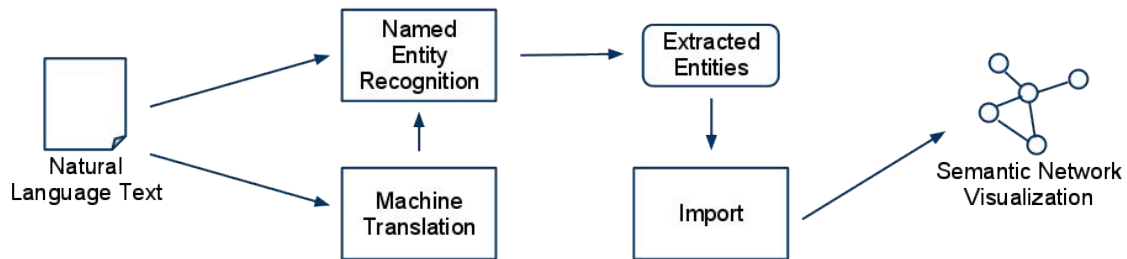 Natural
Language Text
Named
Entity
Recognition
Machine
Translation
Extracted
Entities
Import
Semantic Network
Visualization